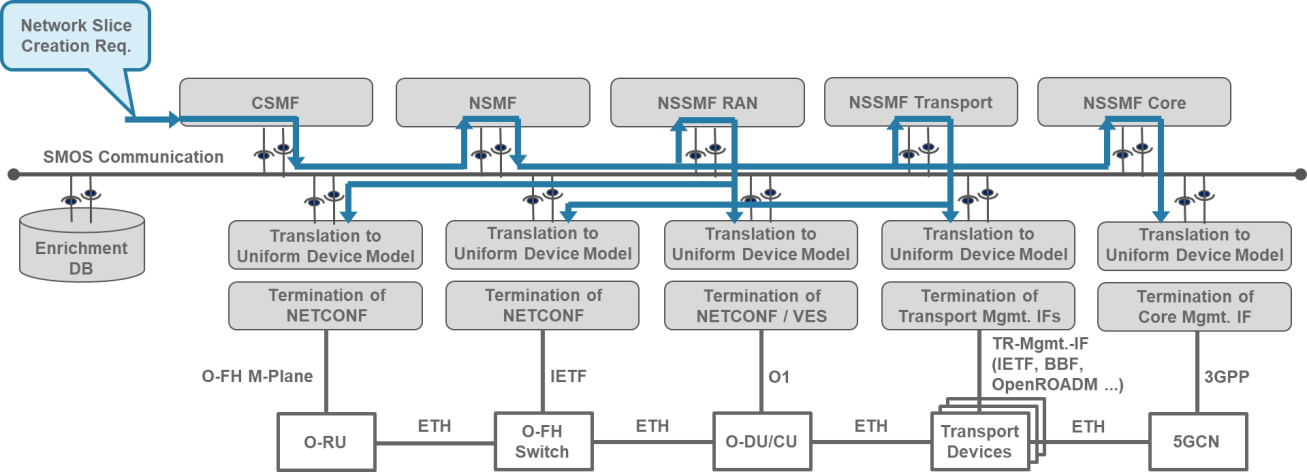 Network Slice
Creation Req.
CSMF
NSMF
NSSMF RAN
NSSMF Transport
NSSMF Core
SMOS Communication
Enrichment
DB
Translation to
Uniform Device Model
Translation to
Uniform Device Model
Translation to
Uniform Device Model
Translation to
Uniform Device Model
Translation to
Uniform Device Model
Termination of
NETCONF
Termination of
NETCONF
Termination of
NETCONF / VES
Termination of
Transport Mgmt. IFs
Termination of
Core Mgmt. IF
O-FH M-Plane
IETF
O1
TR-Mgmt.-IF
(IETF, BBF,
OpenROADM ...)
3GPP
O-RU
ETH
O-FH
Switch
ETH
O-DU/CU
ETH
Transport
Devices
ETH
5GCN